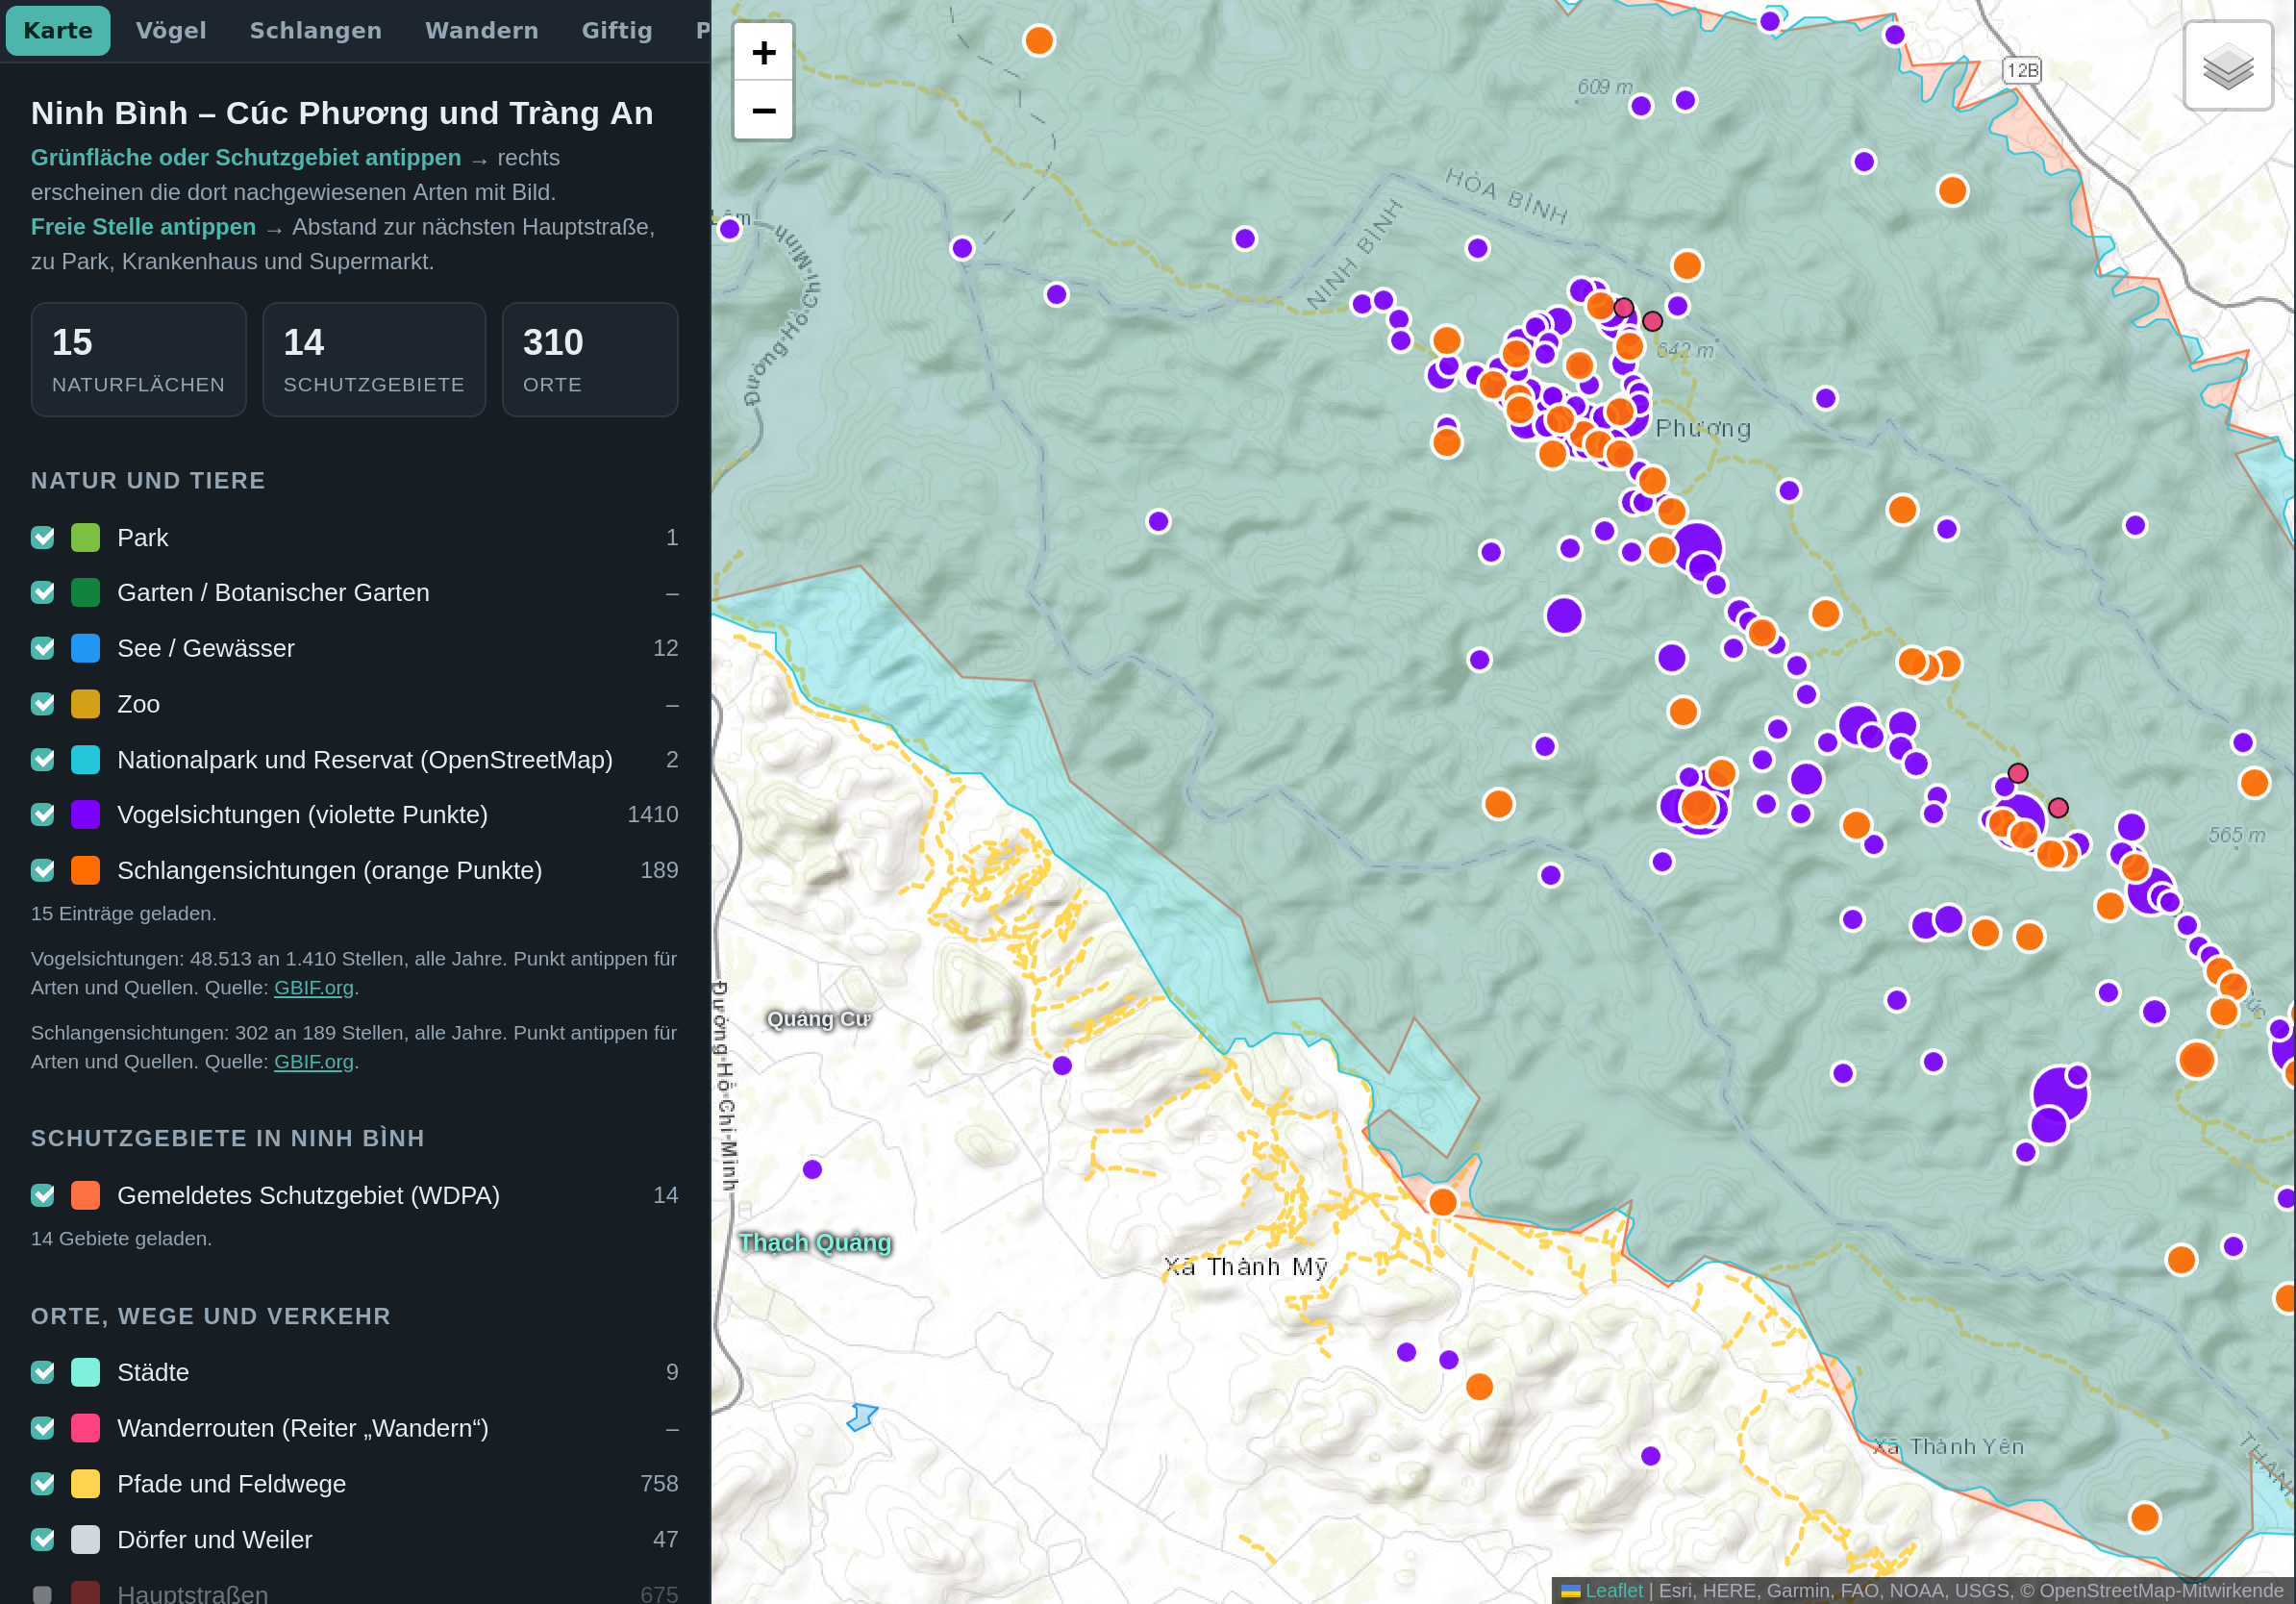 Karte Vögel Schlangen Wandern Giftig
Ninh Bình – Cúc Phương und Tràng An
Grünfläche oder Schutzgebiet antippen → rechts
erscheinen die dort nachgewiesenen Arten mit Bild.
Freie Stelle antippen → Abstand zur nächsten Hauptstraße,
zu Park, Krankenhaus und Supermarkt.
15
NATURFLÄCHEN
14
SCHUTZGEBIETE
310
ORTE
NATUR UND TIERE
Park 1
Garten / Botanischer Garten –
See / Gewässer 12
Zoo –
Nationalpark und Reservat (OpenStreetMap) 2
Vogelsichtungen (violette Punkte) 1410
Schlangensichtungen (orange Punkte) 189
15 Einträge geladen.
Vogelsichtungen: 48.513 an 1.410 Stellen, alle Jahre. Punkt antippen für
Arten und Quellen. Quelle: GBIF.org.
Schlangensichtungen: 302 an 189 Stellen, alle Jahre. Punkt antippen für
Arten und Quellen. Quelle: GBIF.org.
SCHUTZGEBIETE IN NINH BÌNH
Gemeldetes Schutzgebiet (WDPA) 14
14 Gebiete geladen.
ORTE, WEGE UND VERKEHR
Städte 9
Wanderrouten (Reiter „Wandern“) –
Pfade und Feldwege 758
Dörfer und Weiler 47
Hauptstraßen 675
+
−
12B
609 m
HÒA BÌNH
NINH BÌNH
Đường Hồ Chí Minh
642 m
Phương
565 m
Quảng Cư
Đường Hồ Chí Minh
Thạch Quảng
Xã Thành Mỹ
Xã Thành Yên
Leaflet | Esri, HERE, Garmin, FAO, NOAA, USGS, © OpenStreetMap-Mitwirkende